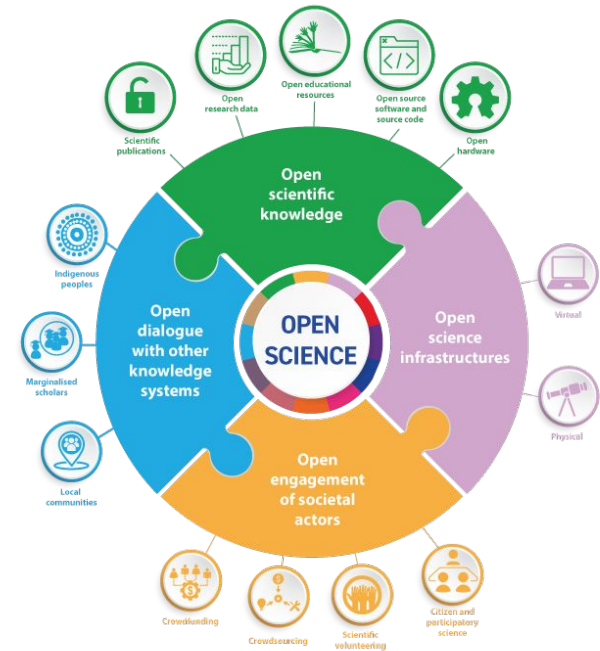 Scientific
publications
Open
research data
Open educational
resources
Open source
software and
source code
Open
hardware
Open
scientific
knowledge
Indigenous
peoples
Marginalised
scholars
Local
communities
Open
dialogue
with other
knowledge
systems
OPEN
SCIENCE
Open
science
infrastructures
Virtual
Physical
Open
engagement
of societal
actors
Crowdfunding
Crowdsourcing
Scientific
volunteering
Citizen and
participatory
science